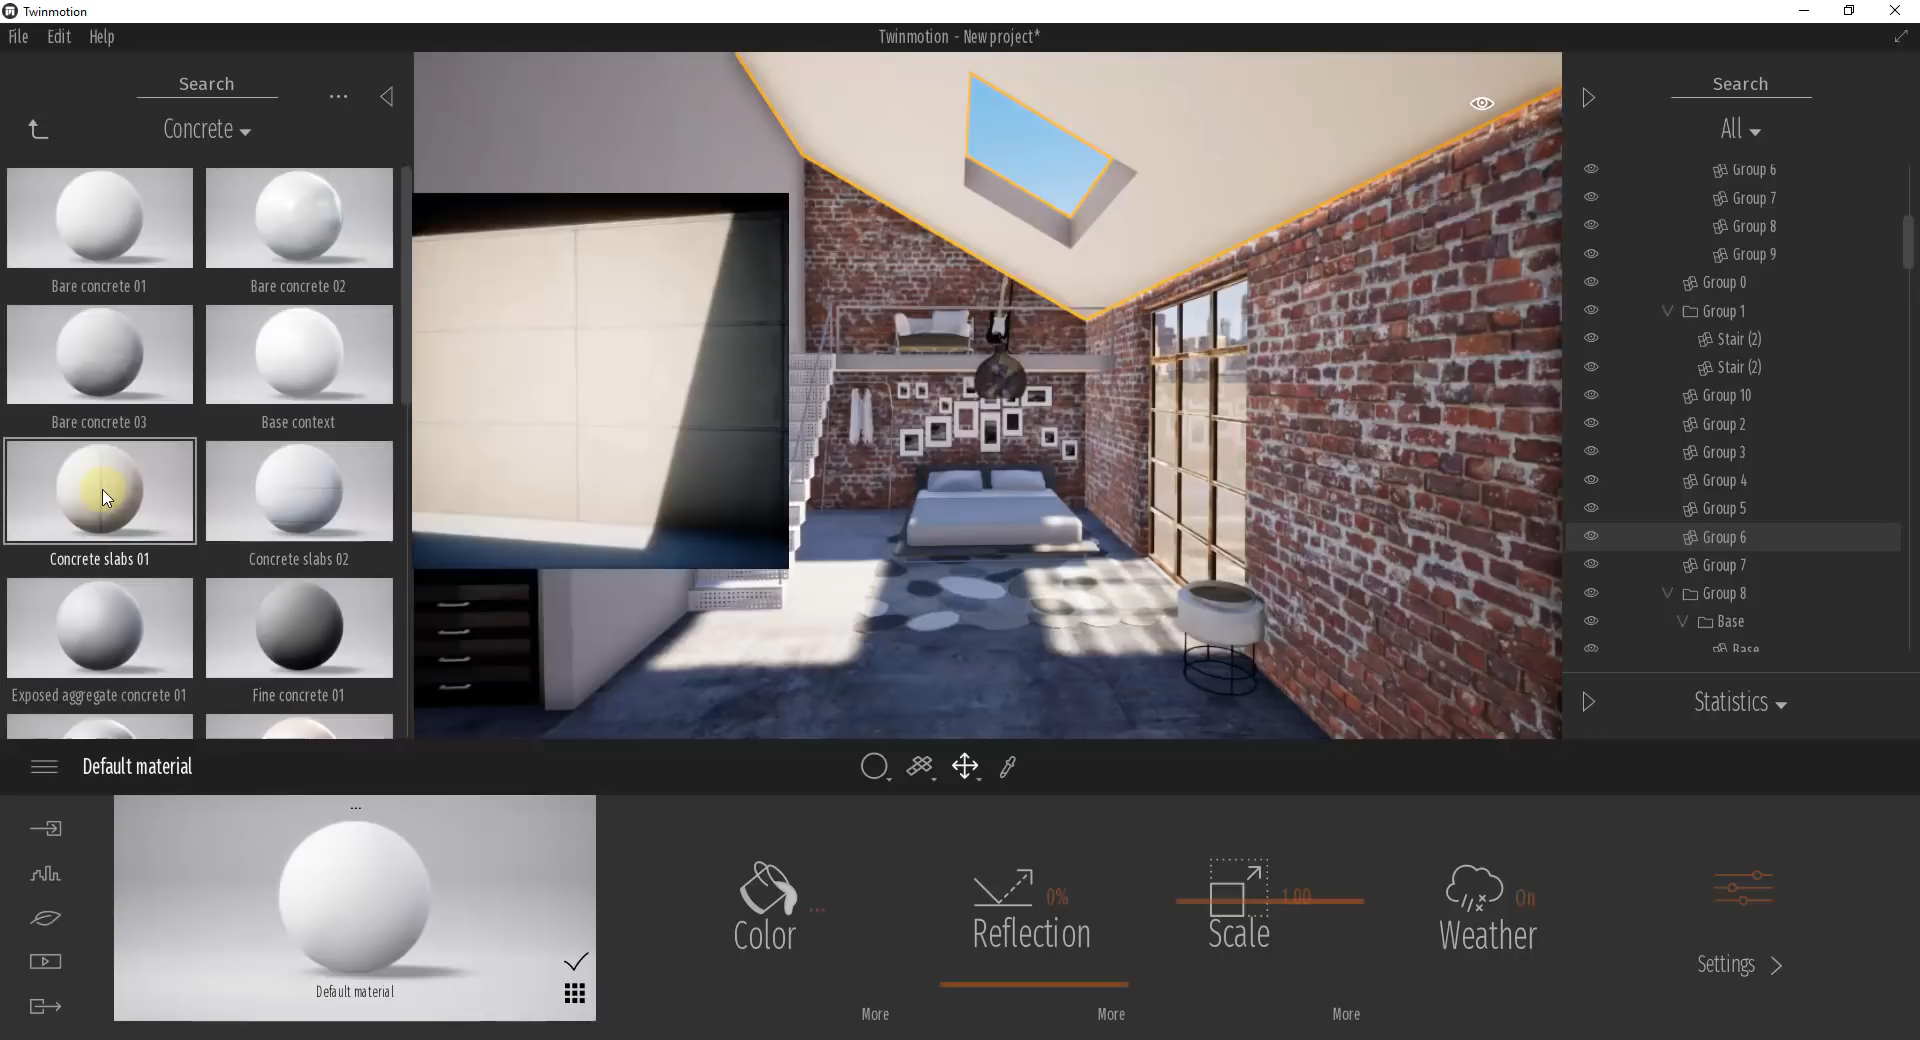 Twinmotion
File Edit Help
Twinmotion - New project*
Search
...
Concrete
Bare concrete 01
Bare concrete 02
Bare concrete 03
Base context
Concrete slabs 01
Concrete slabs 02
Exposed aggregate concrete 01
Fine concrete 01
Search
All
Group 6
Group 7
Group 8
Group 9
Group 0
Group 1
Stair (2)
Stair (2)
Group 10
Group 2
Group 3
Group 4
Group 5
Group 6
Group 7
Group 8
Base
Base
Statistics
Default material
...
Default material
Color
...
More
0%
Reflection
More
1.00
Scale
More
On
Weather
Settings